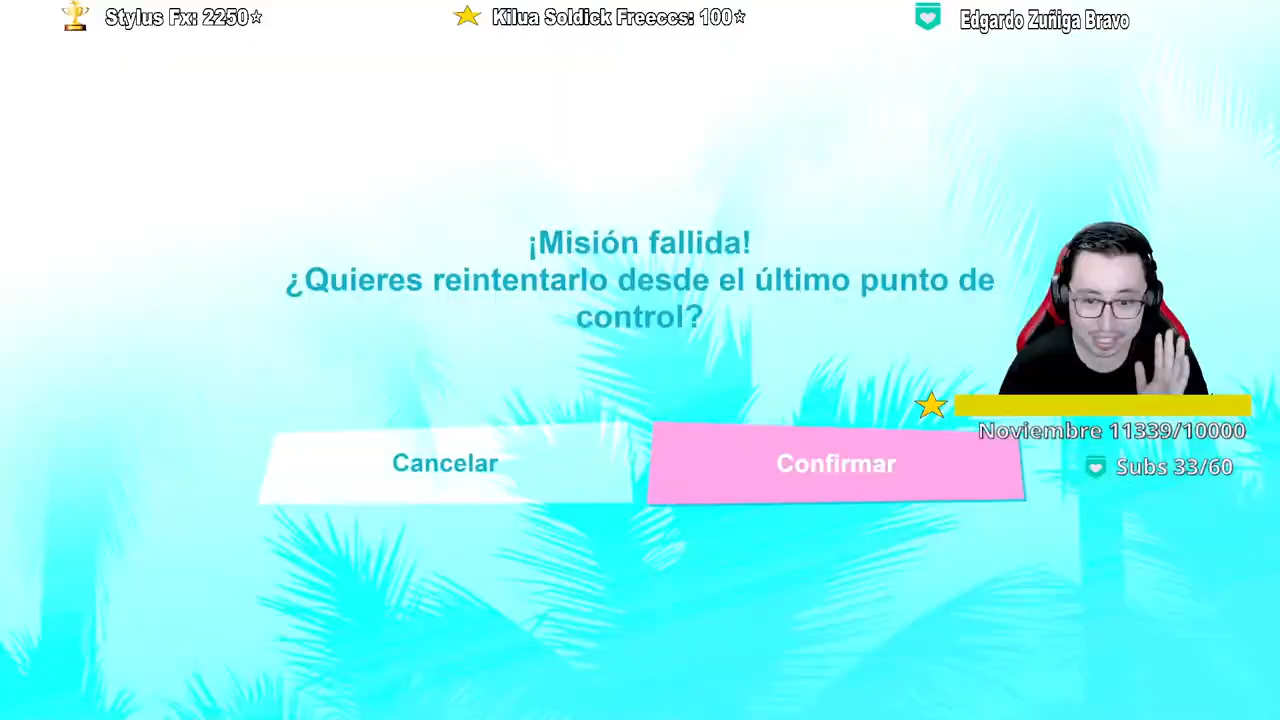 Stylus Fx: 2250⭐
Kilua Soldick Freeccs: 100⭐
Edgardo Zuñiga Bravo
¡Misión fallida!
¿Quieres reintentarlo desde el último punto de
control?
Cancelar
Confirmar
Noviembre 11339/10000
Subs 33/60